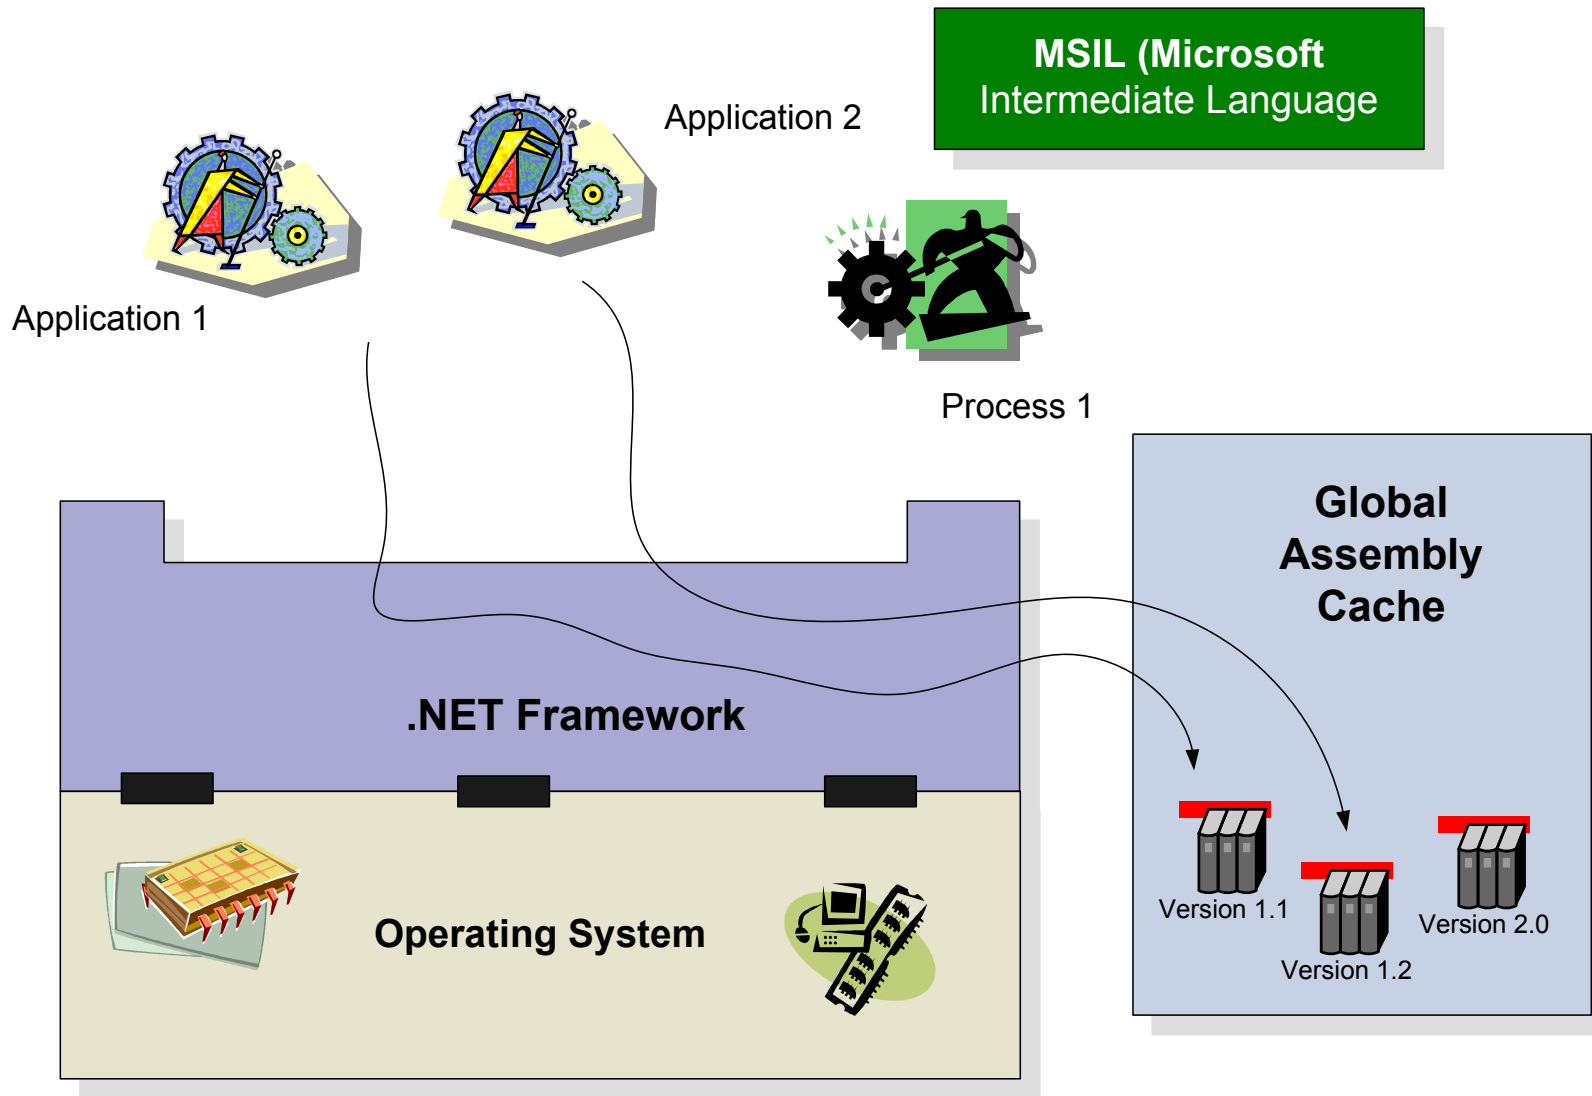 MSIL (Microsoft
Intermediate Language
Application 2
Application 1
Process 1
Global
Assembly
Cache
.NET Framework
Operating System
Version 1.1
Version 1.2
Version 2.0